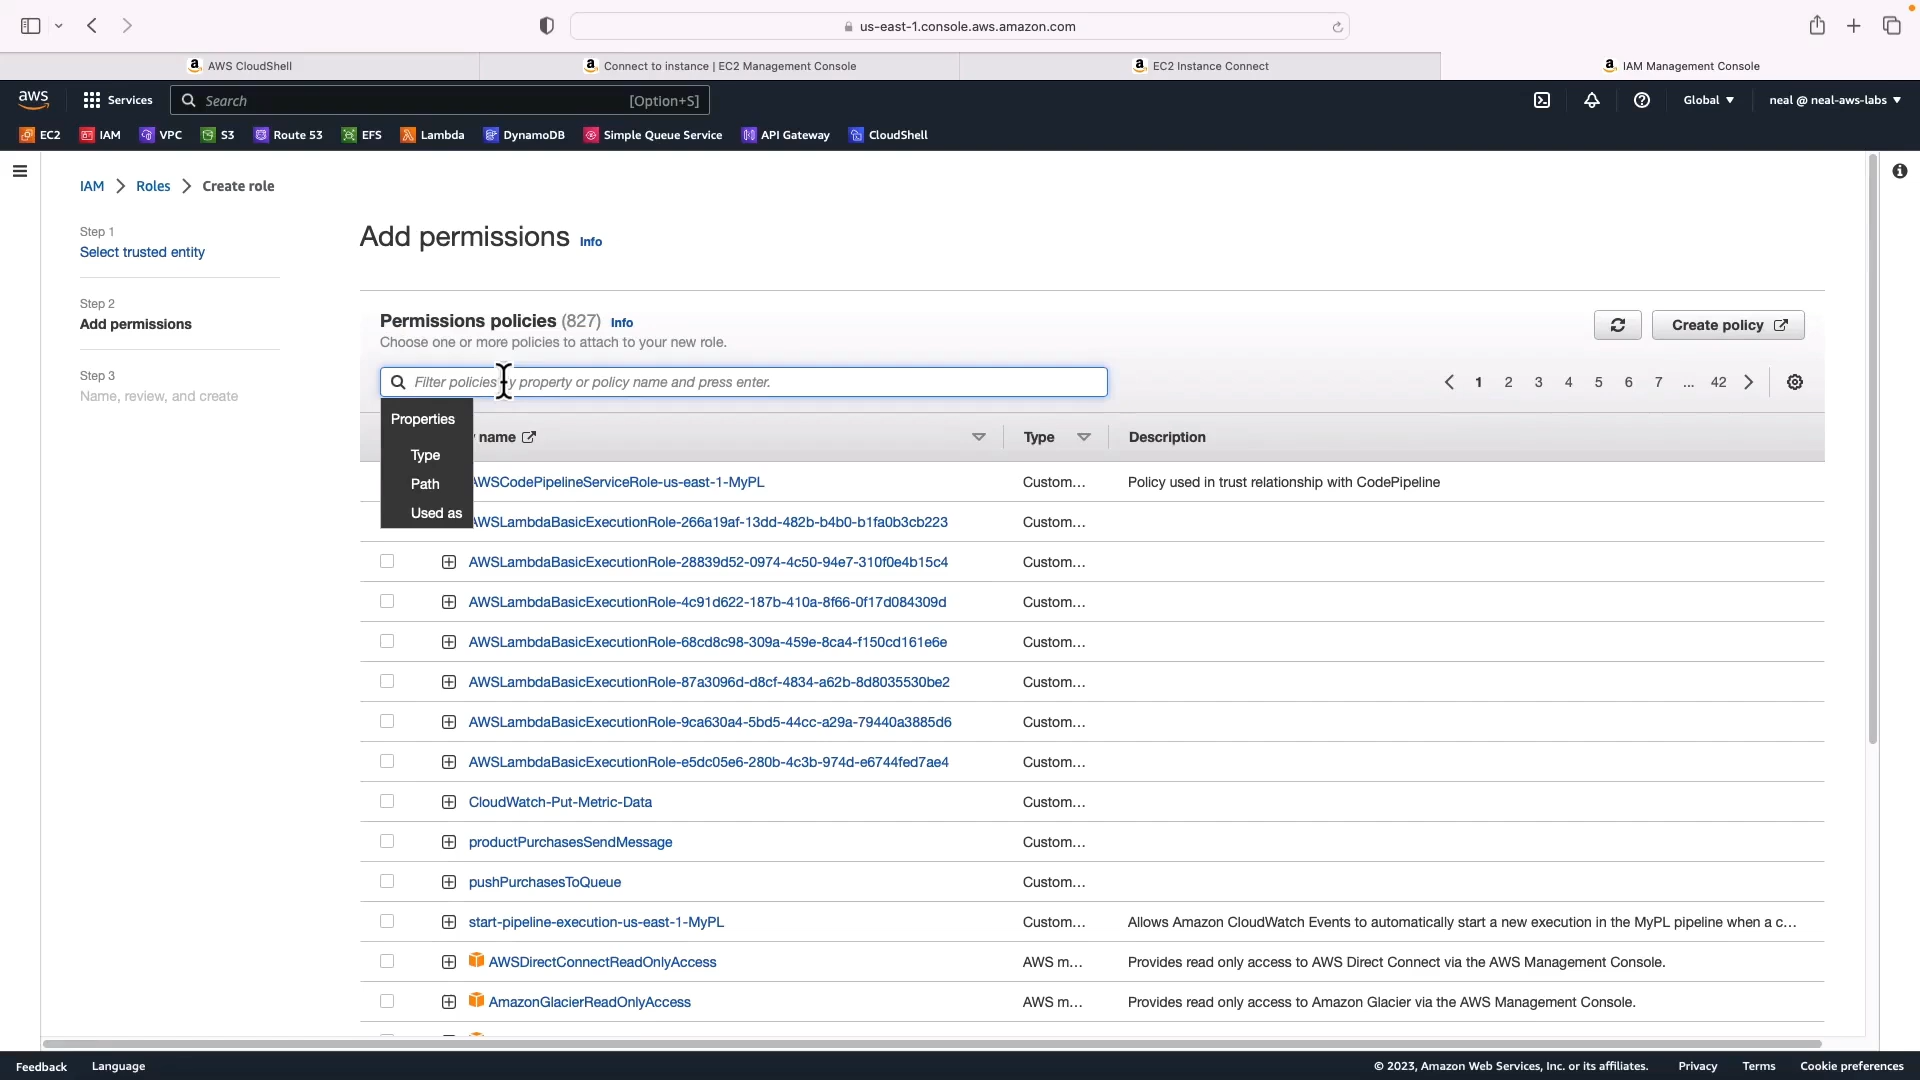 us-east-1.console.aws.amazon.com
AWS CloudShell
Connect to instance | EC2 Management Console
EC2 Instance Connect
IAM Management Console
aws
Services
Search
[Option+S]
Global
neal @ neal-aws-labs
EC2
IAM
VPC
S3
Route 53
EFS
Lambda
DynamoDB
Simple Queue Service
API Gateway
CloudShell
IAM
Roles
Create role
Step 1
Select trusted entity
Step 2
Add permissions
Step 3
Name, review, and create
Add permissions Info
Permissions policies (827) Info
Choose one or more policies to attach to your new role.
Create policy
Filter policies by property or policy name and press enter.
1 2 3 4 5 6 7 ... 42
Properties
Type
Path
Used as
name
Type
Description
AWSCodePipelineServiceRole-us-east-1-MyPL Custom... Policy used in trust relationship with CodePipeline
AWSLambdaBasicExecutionRole-266a19af-13dd-482b-b4b0-b1fa0b3cb223 Custom...
AWSLambdaBasicExecutionRole-28839d52-0974-4c50-94e7-310f0e4b15c4 Custom...
AWSLambdaBasicExecutionRole-4c91d622-187b-410a-8f66-0f17d084309d Custom...
AWSLambdaBasicExecutionRole-68cd8c98-309a-459e-8ca4-f150cd161e6e Custom...
AWSLambdaBasicExecutionRole-87a3096d-d8cf-4834-a62b-8d8035530be2 Custom...
AWSLambdaBasicExecutionRole-9ca630a4-5bd5-44cc-a29a-79440a3885d6 Custom...
AWSLambdaBasicExecutionRole-e5dc05e6-280b-4c3b-974d-e6744fed7ae4 Custom...
CloudWatch-Put-Metric-Data Custom...
productPurchasesSendMessage Custom...
pushPurchasesToQueue Custom...
start-pipeline-execution-us-east-1-MyPL Custom... Allows Amazon CloudWatch Events to automatically start a new execution in the MyPL pipeline when a c...
AWSDirectConnectReadOnlyAccess AWS m... Provides read only access to AWS Direct Connect via the AWS Management Console.
AmazonGlacierReadOnlyAccess AWS m... Provides read only access to Amazon Glacier via the AWS Management Console.
Feedback
Language
© 2023, Amazon Web Services, Inc. or its affiliates.
Privacy
Terms
Cookie preferences